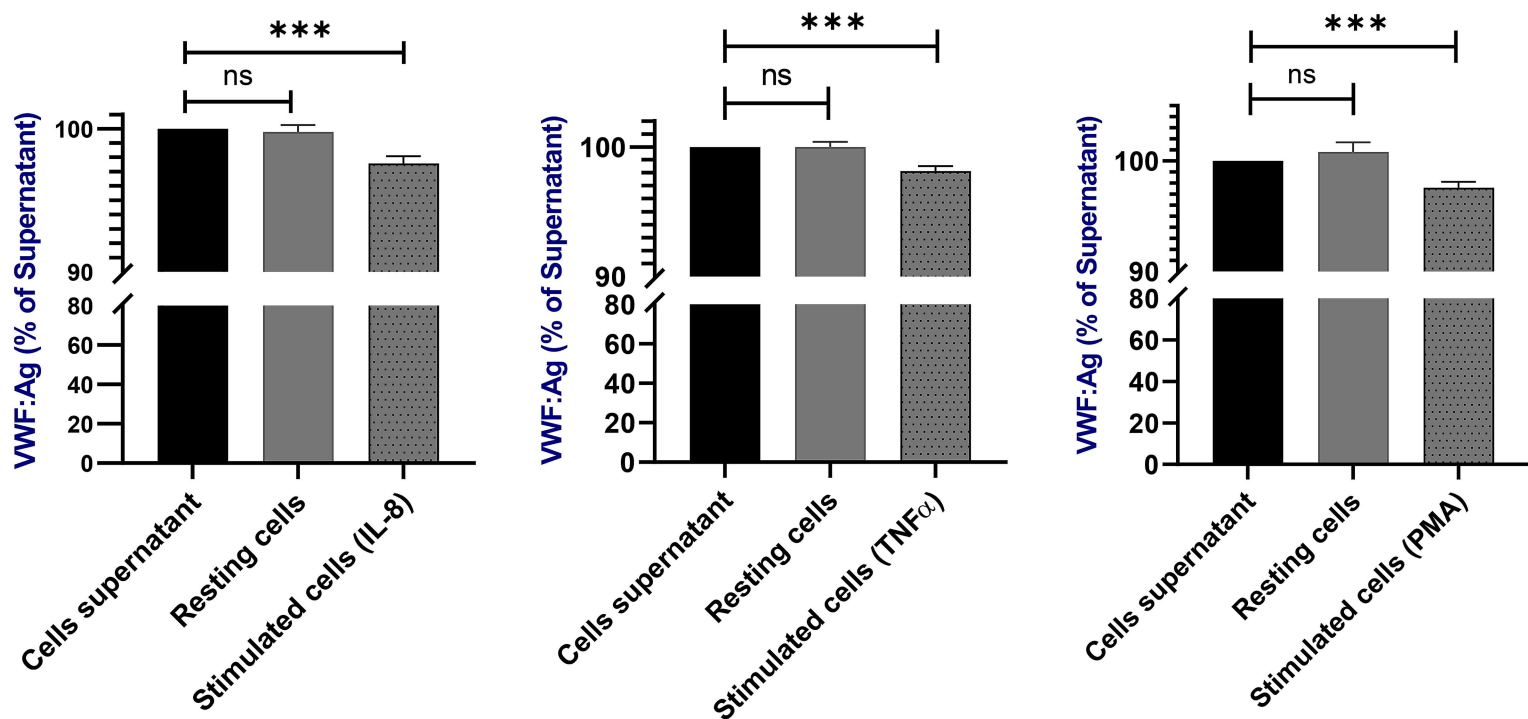 ***
ns
VWF:Ag (% of Supernatant)
100
90
80
60
40
20
0
Cells supernatant
Resting cells
Stimulated cells (IL-8)
***
ns
VWF:Ag (% of Supernatant)
100
90
80
60
40
20
0
Cells supernatant
Resting cells
Stimulated cells (TNFα)
***
ns
VWF:Ag (% of Supernatant)
100
90
80
60
40
20
0
Cells supernatant
Resting cells
Stimulated cells (PMA)